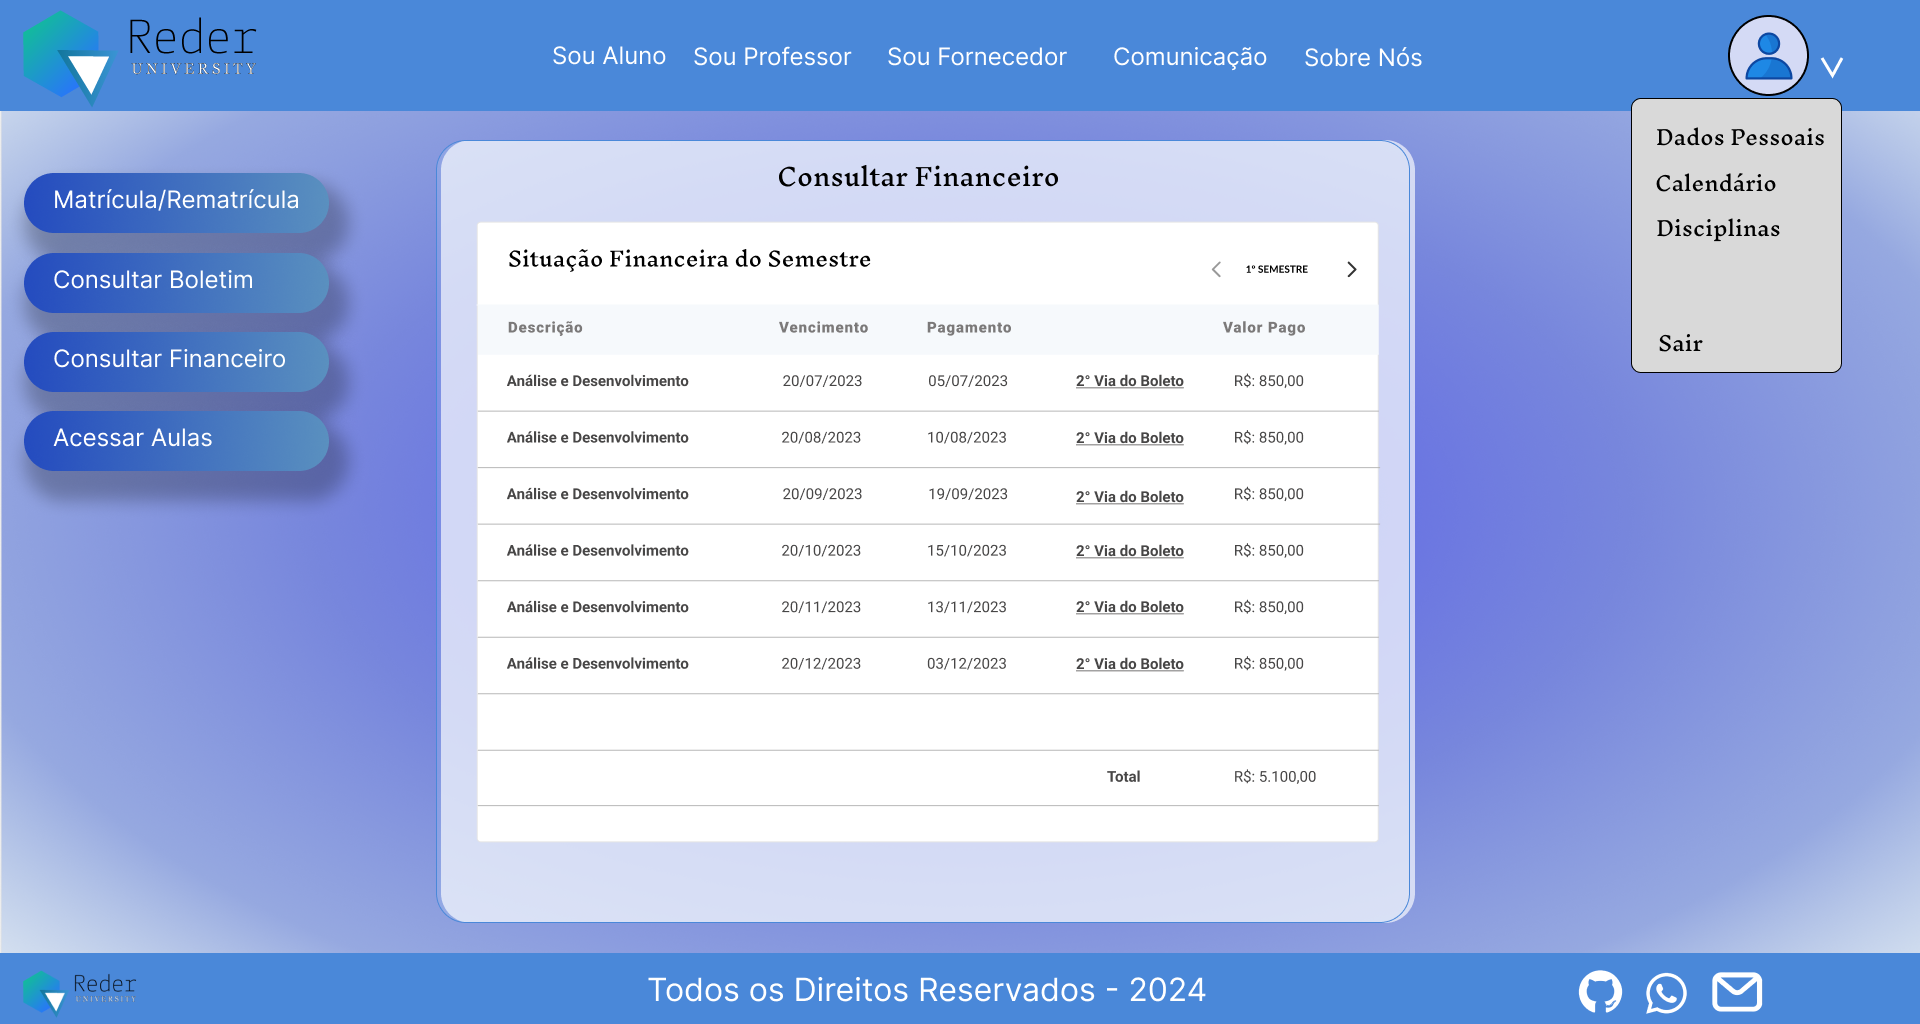 Reder
UNIVERSITY
Sou Aluno Sou Professor Sou Fornecedor Comunicação Sobre Nós
Dados Pessoais
Calendário
Disciplinas
Sair
Matrícula/Rematrícula
Consultar Boletim
Consultar Financeiro
Acessar Aulas
Consultar Financeiro
Situação Financeira do Semestre
1º SEMESTRE
Descrição Vencimento Pagamento Valor Pago
Análise e Desenvolvimento 20/07/2023 05/07/2023 2° Via do Boleto R$: 850,00
Análise e Desenvolvimento 20/08/2023 10/08/2023 2° Via do Boleto R$: 850,00
Análise e Desenvolvimento 20/09/2023 19/09/2023 2° Via do Boleto R$: 850,00
Análise e Desenvolvimento 20/10/2023 15/10/2023 2° Via do Boleto R$: 850,00
Análise e Desenvolvimento 20/11/2023 13/11/2023 2° Via do Boleto R$: 850,00
Análise e Desenvolvimento 20/12/2023 03/12/2023 2° Via do Boleto R$: 850,00
Total R$: 5.100,00
Reder
UNIVERSITY
Todos os Direitos Reservados - 2024